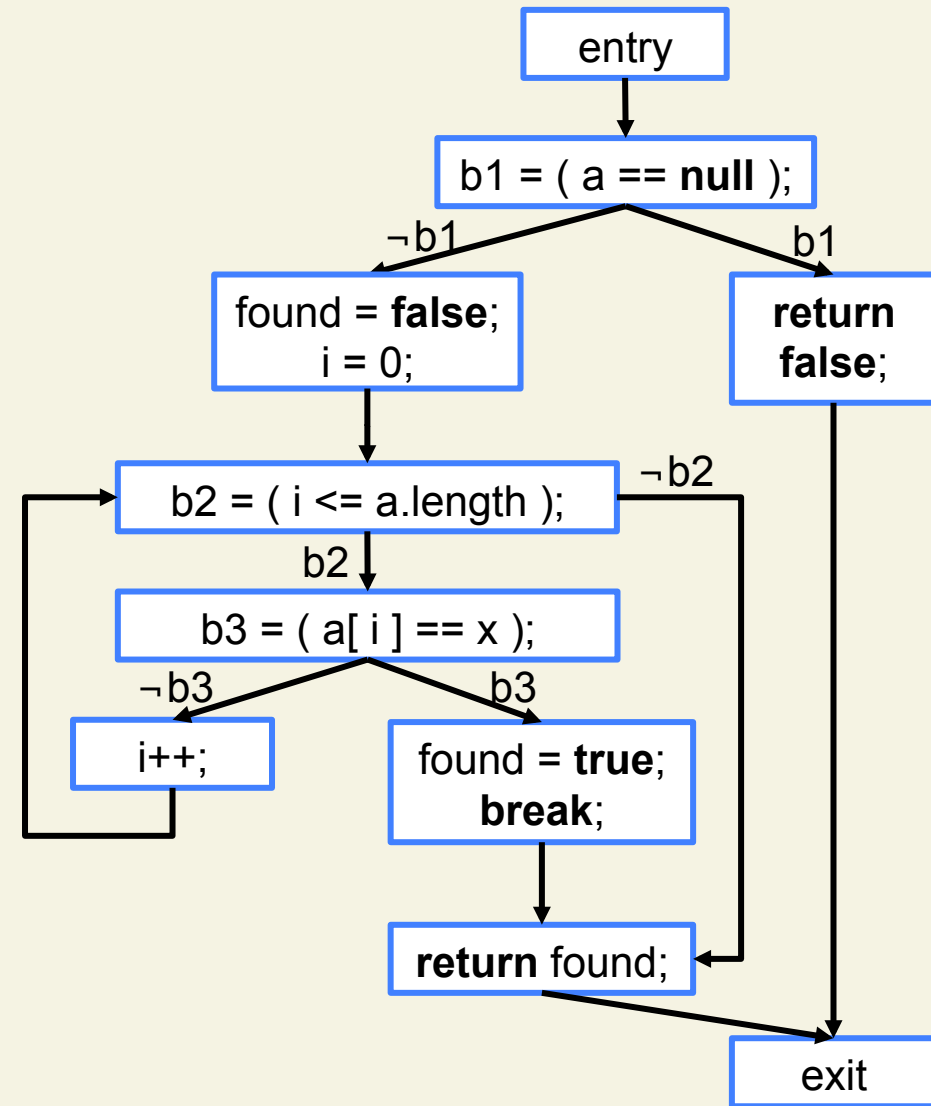 entry
b1 = ( a == null );
¬b1
b1
found = false;
i = 0;
return
false;
b2 = ( i <= a.length );
¬b2
b2
b3 = ( a[ i ] == x );
¬b3
b3
i++;
found = true;
break;
return found;
exit